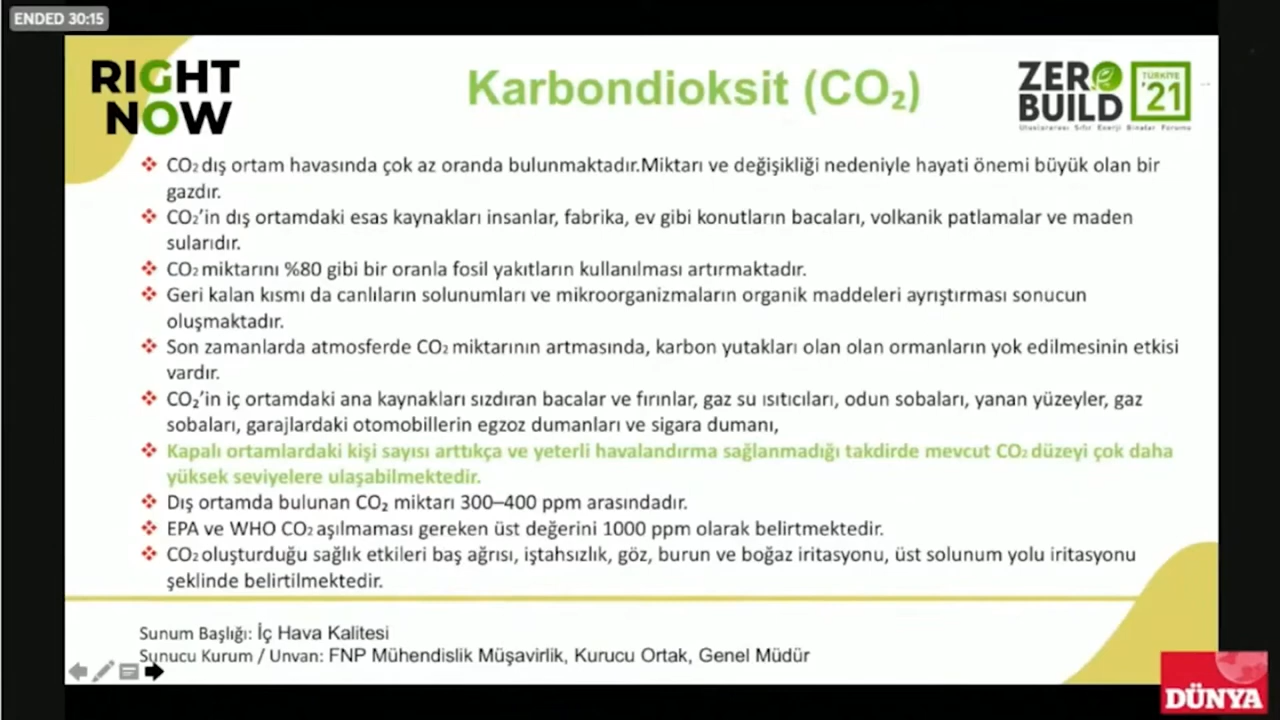 ENDED 30:15
RIGHT
NOW
Karbondioksit (CO₂)
ZERO
BUILD
TÜRKİYE
'21
Uluslararası Sıfır Enerji Binalar Forumu
❖ CO₂ dış ortam havasında çok az oranda bulunmaktadır.Miktarı ve değişikliği nedeniyle hayati önemi büyük olan bir
gazdır.
❖ CO₂'in dış ortamdaki esas kaynakları insanlar, fabrika, ev gibi konutların bacaları, volkanik patlamalar ve maden
sularıdır.
❖ CO₂ miktarını %80 gibi bir oranla fosil yakıtların kullanılması artırmaktadır.
❖ Geri kalan kısmı da canlıların solunumları ve mikroorganizmaların organik maddeleri ayrıştırması sonucun
oluşmaktadır.
❖ Son zamanlarda atmosferde CO₂ miktarının artmasında, karbon yutakları olan olan ormanların yok edilmesinin etkisi
vardır.
❖ CO₂'in iç ortamdaki ana kaynakları sızdıran bacalar ve fırınlar, gaz su ısıtıcıları, odun sobaları, yanan yüzeyler, gaz
sobaları, garajlardaki otomobillerin egzoz dumanları ve sigara dumanı,
❖ Kapalı ortamlardaki kişi sayısı arttıkça ve yeterli havalandırma sağlanmadığı takdirde mevcut CO₂ düzeyi çok daha
yüksek seviyelere ulaşabilmektedir.
❖ Dış ortamda bulunan CO₂ miktarı 300–400 ppm arasındadır.
❖ EPA ve WHO CO₂ aşılmaması gereken üst değerini 1000 ppm olarak belirtmektedir.
❖ CO₂ oluşturduğu sağlık etkileri baş ağrısı, iştahsızlık, göz, burun ve boğaz iritasyonu, üst solunum yolu iritasyonu
şeklinde belirtilmektedir.
Sunum Başlığı: İç Hava Kalitesi
Sunucu Kurum / Unvan: FNP Mühendislik Müşavirlik, Kurucu Ortak, Genel Müdür
DÜNYA